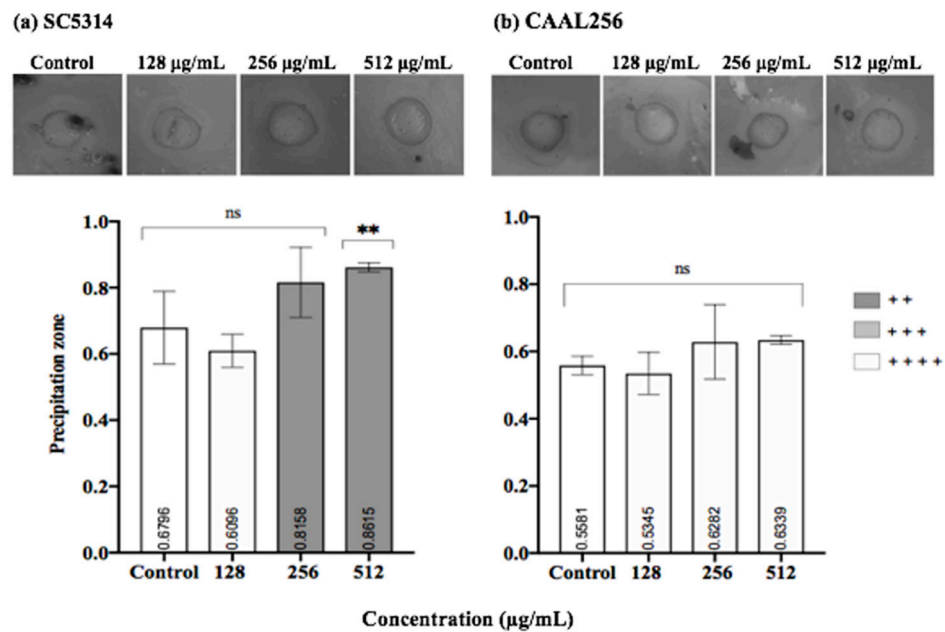 (a) SC5314
Control 128 µg/mL 256 µg/mL 512 µg/mL
ns
**
1.0
0.8
0.6
0.4
0.2
0.0
Precipitation zone
0.6796
0.6096
0.8158
0.8615
Control 128 256 512
(b) CAAL256
Control 128 µg/mL 256 µg/mL 512 µg/mL
ns
1.0
0.8
0.6
0.4
0.2
0.0
0.5581
0.5345
0.6282
0.6339
Control 128 256 512
++
+++
++++
Concentration (µg/mL)